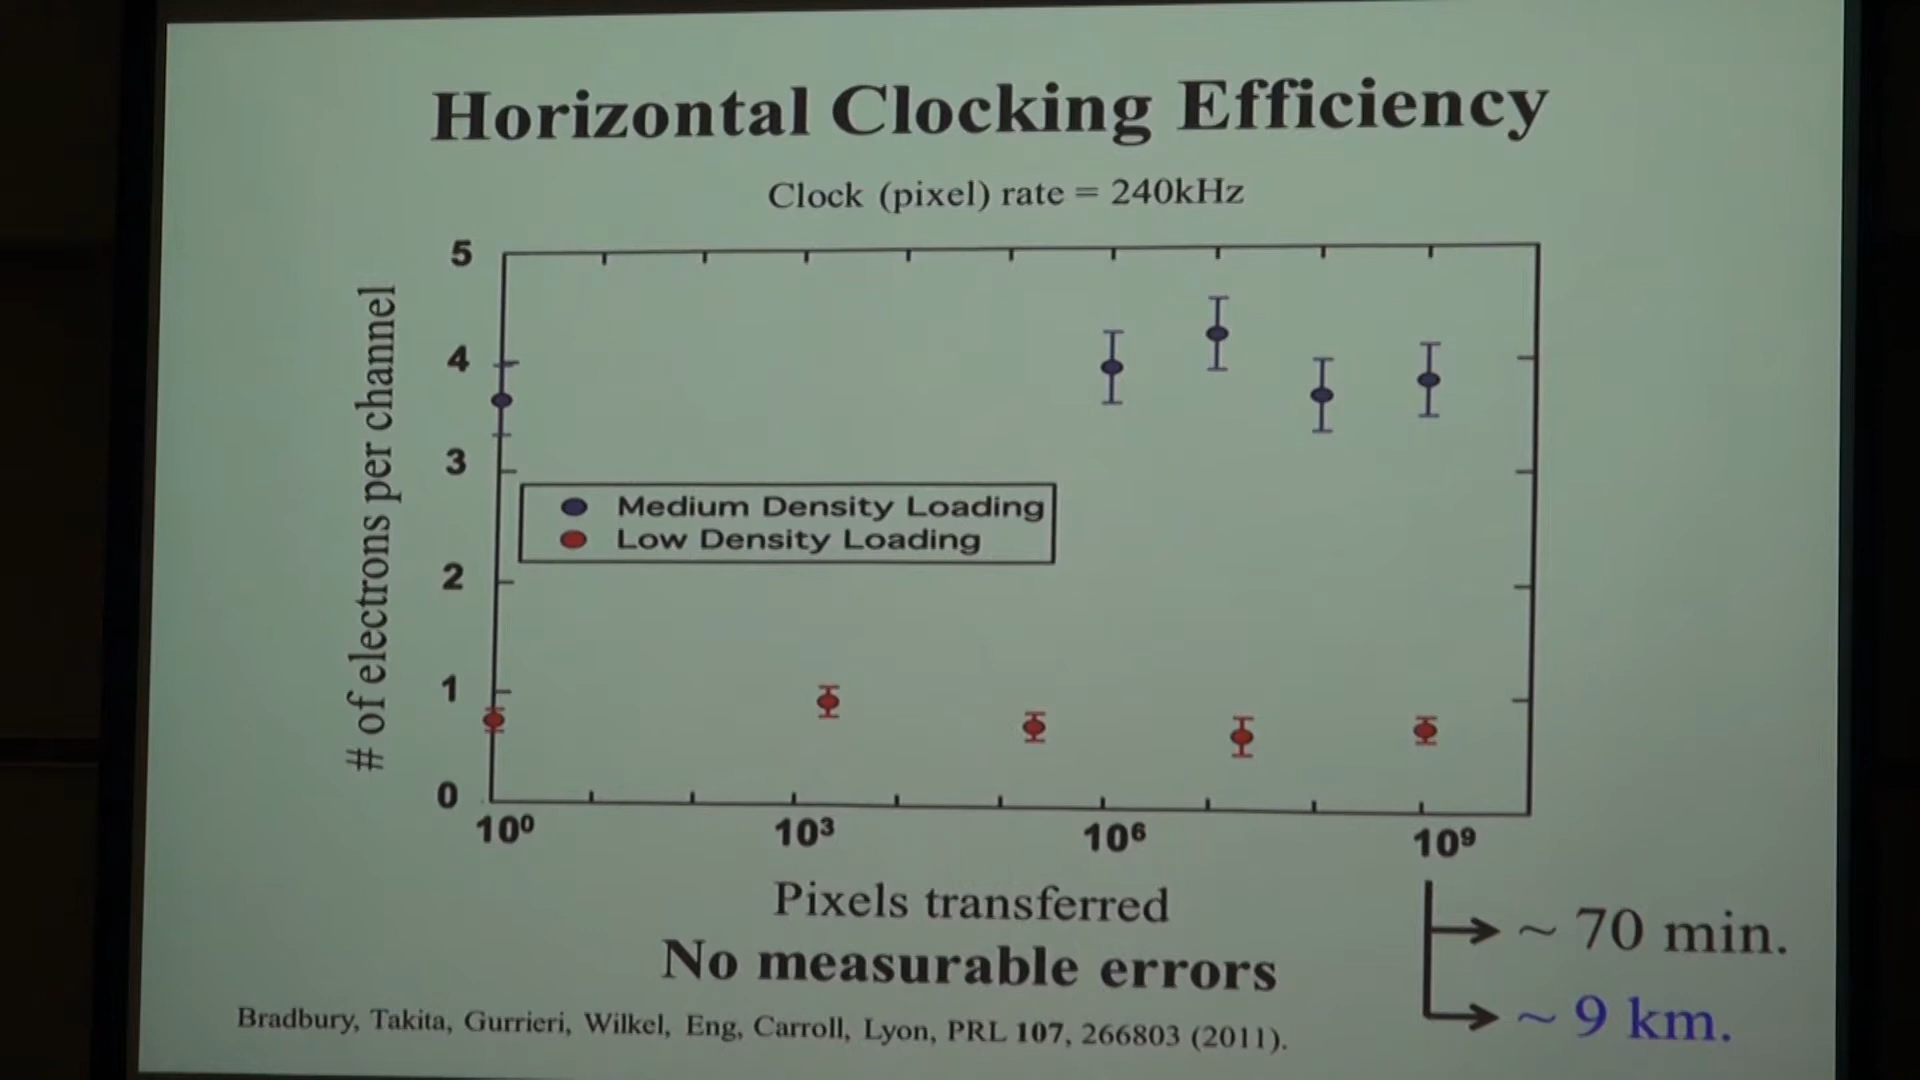 Horizontal Clocking Efficiency
Clock (pixel) rate = 240kHz
# of electrons per channel
5
4
3
2
1
0
Medium Density Loading
Low Density Loading
10⁰ 10³ 10⁶ 10⁹
Pixels transferred
No measurable errors
~ 70 min.
~ 9 km.
Bradbury, Takita, Gurrieri, Wilkel, Eng, Carroll, Lyon, PRL 107, 266803 (2011).